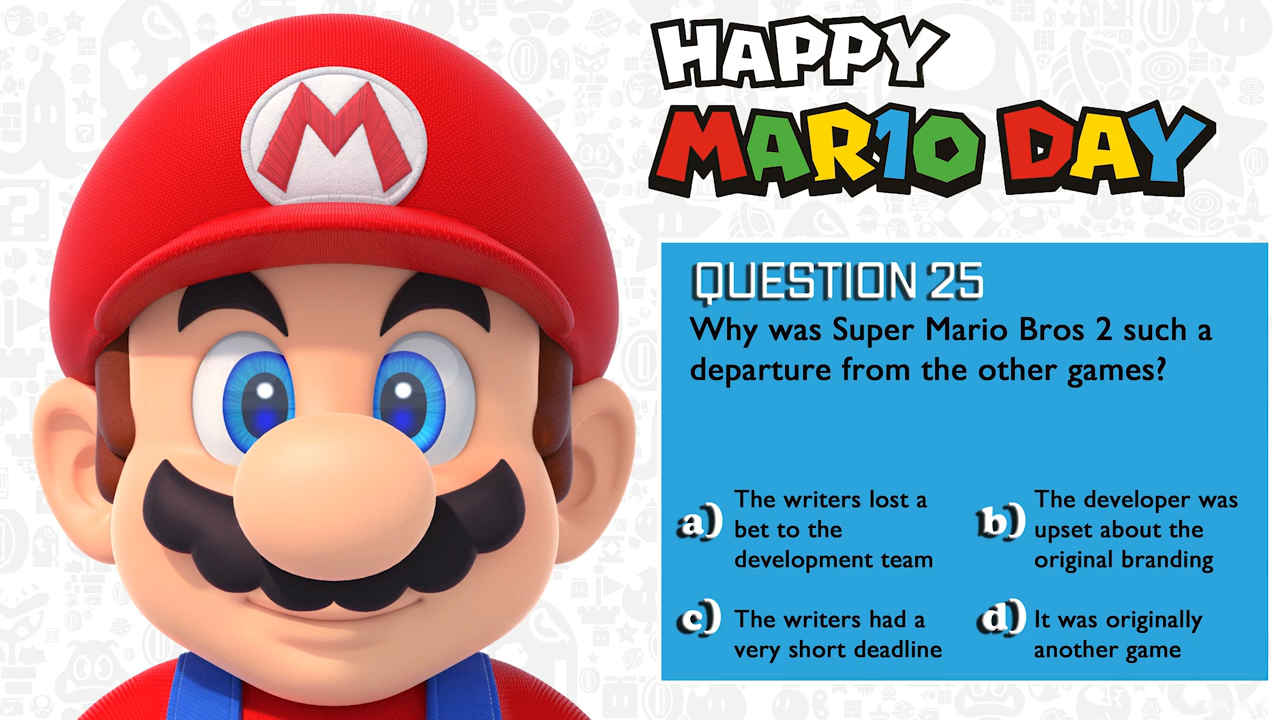 M
HAPPY
MAR10 DAY
QUESTION 25
Why was Super Mario Bros 2 such a
departure from the other games?
a) The writers lost a
bet to the
development team
b) The developer was
upset about the
original branding
c) The writers had a
very short deadline
d) It was originally
another game